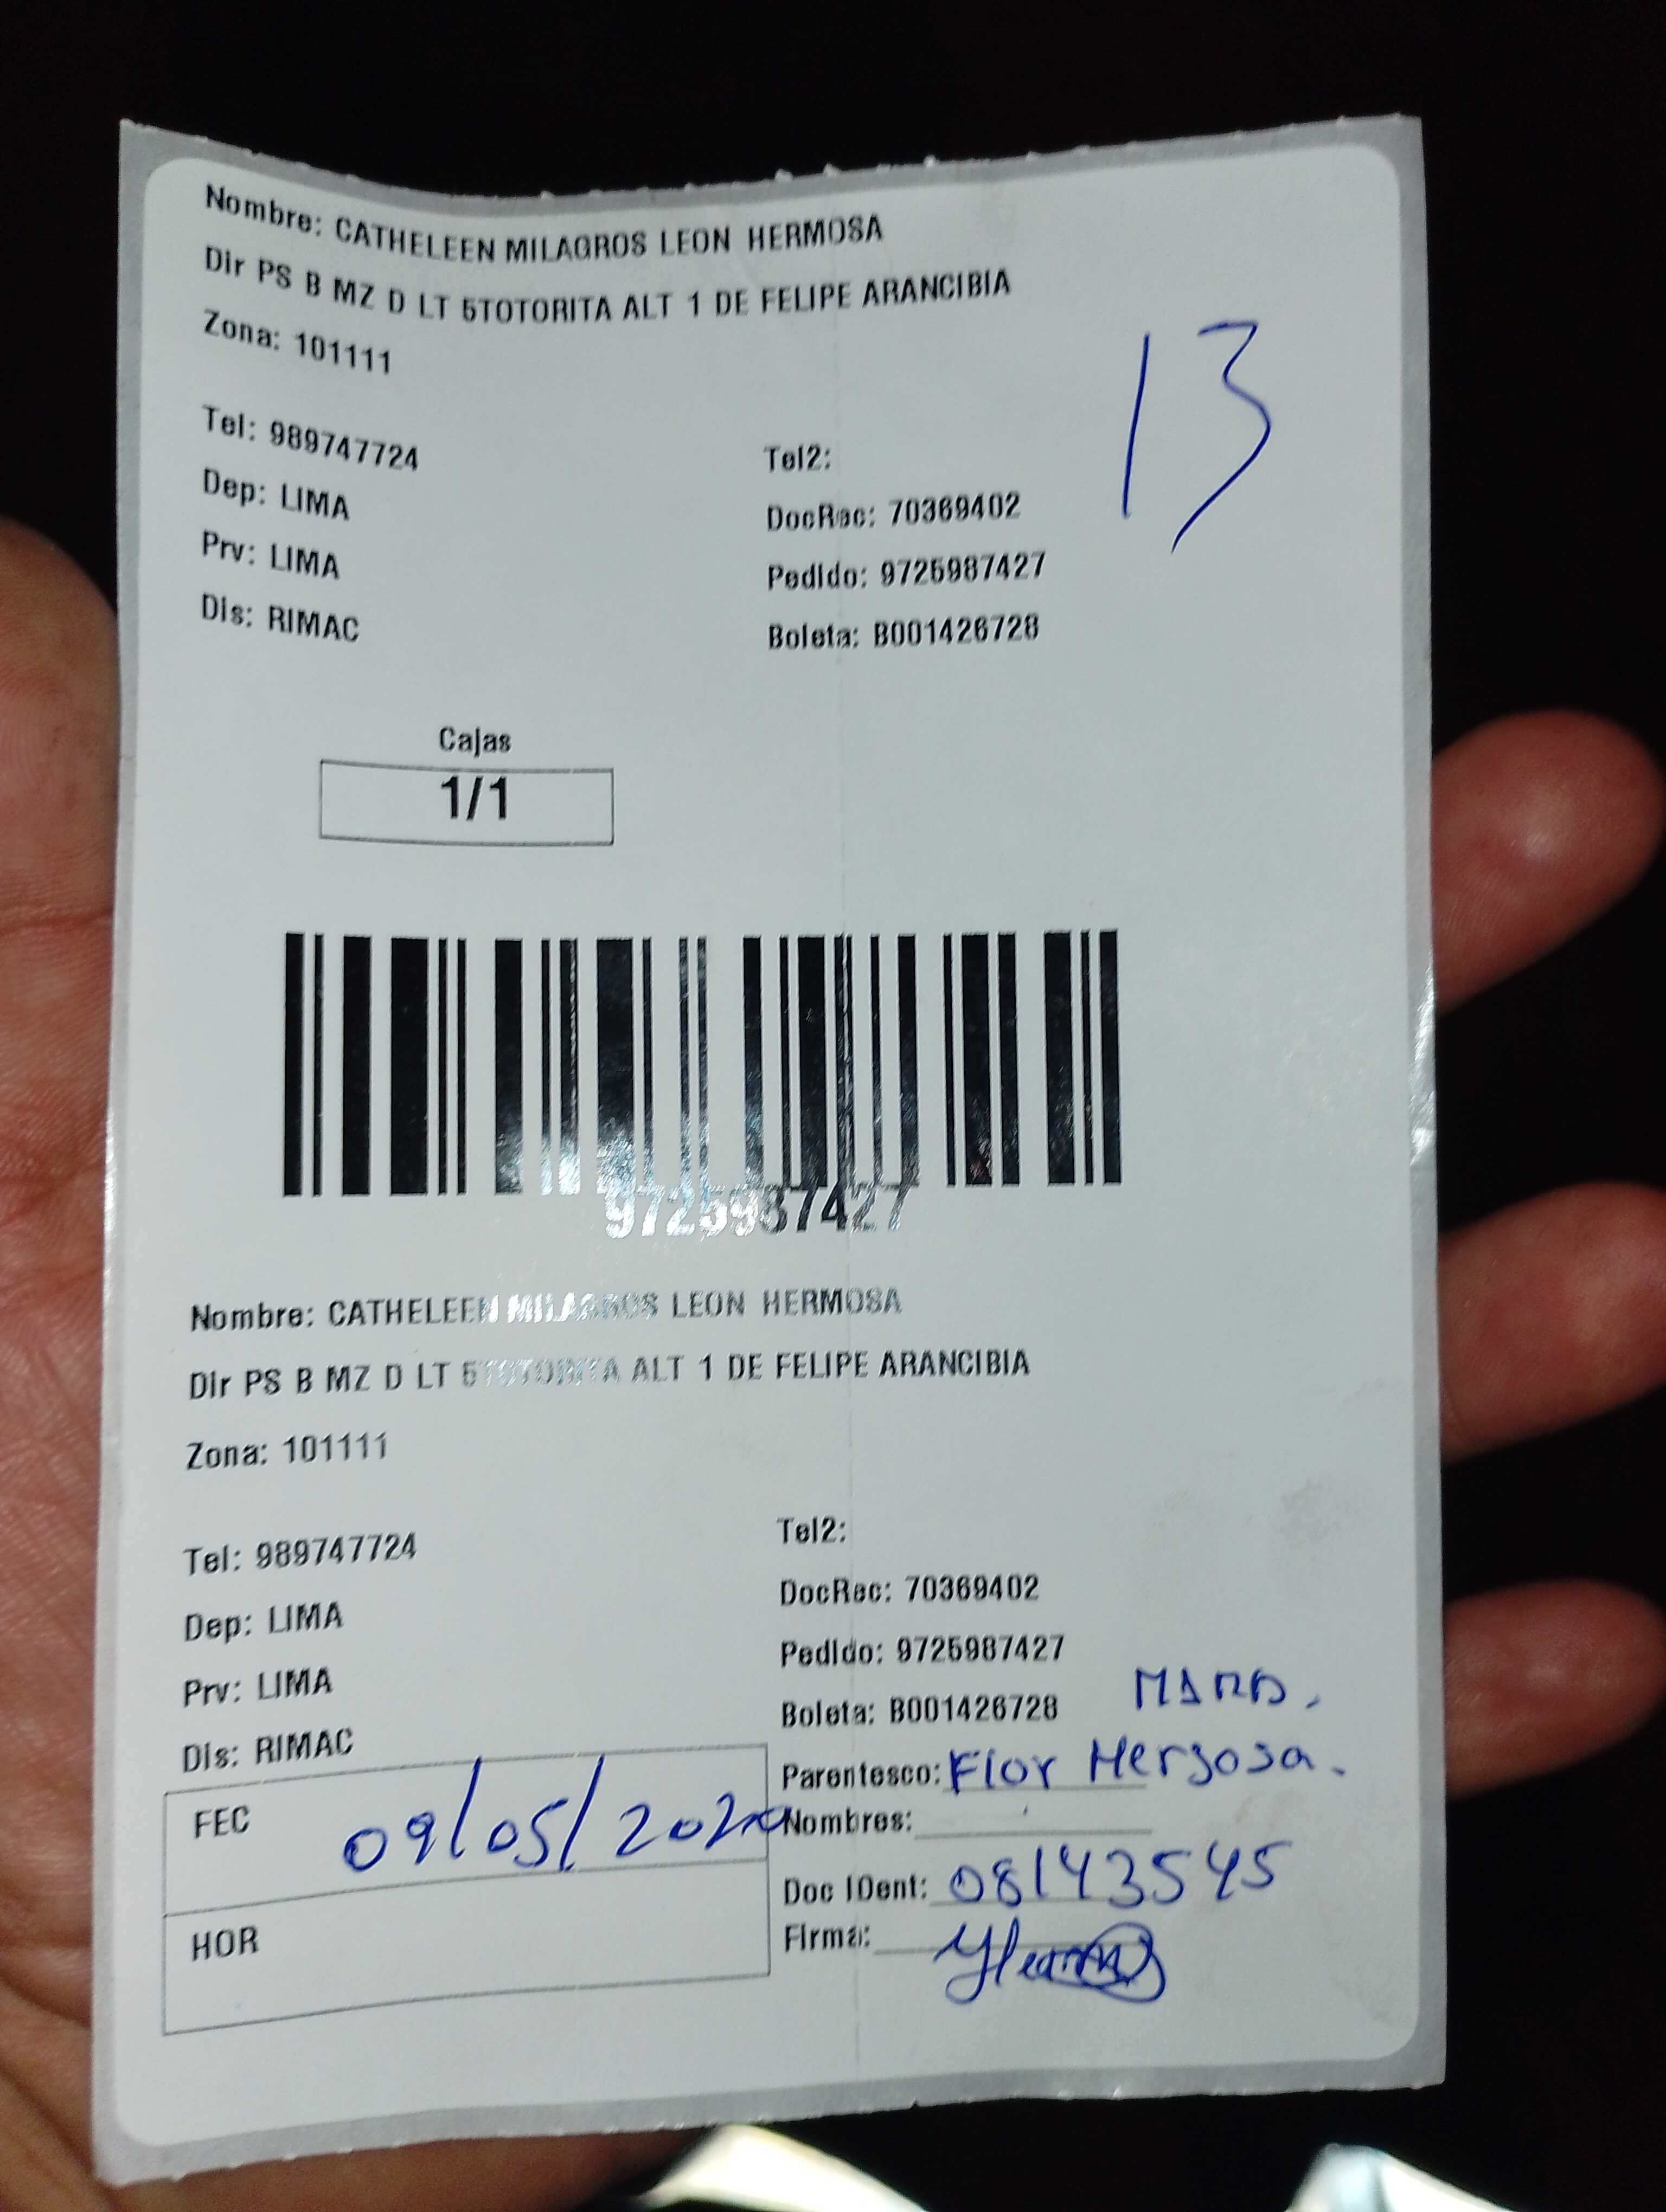 Nombre: CATHELEEN MILAGROS LEON HERMOSA
Dir PS B MZ D LT 5TOTORITA ALT 1 DE FELIPE ARANCIBIA
Zona: 101111
13
Tel: 989747724
Tel2:
Dep: LIMA
DocRec: 70369402
Prv: LIMA
Pedido: 9725987427
Dis: RIMAC
Boleta: B001426728
Cajas
1/1
9725987427
Nombre: CATHELEEN MILAGROS LEON HERMOSA
Dir PS B MZ D LT 5TOTORITA ALT 1 DE FELIPE ARANCIBIA
Zona: 101111
Tel: 989747724
Tel2:
Dep: LIMA
DocRec: 70369402
Prv: LIMA
Pedido: 9725987427
Dis: RIMAC
Boleta: B001426728
Parentesco: Flor
FEC 09/05/2020
Nombres:
Doc IDent: 08143545
HOR
Firma: